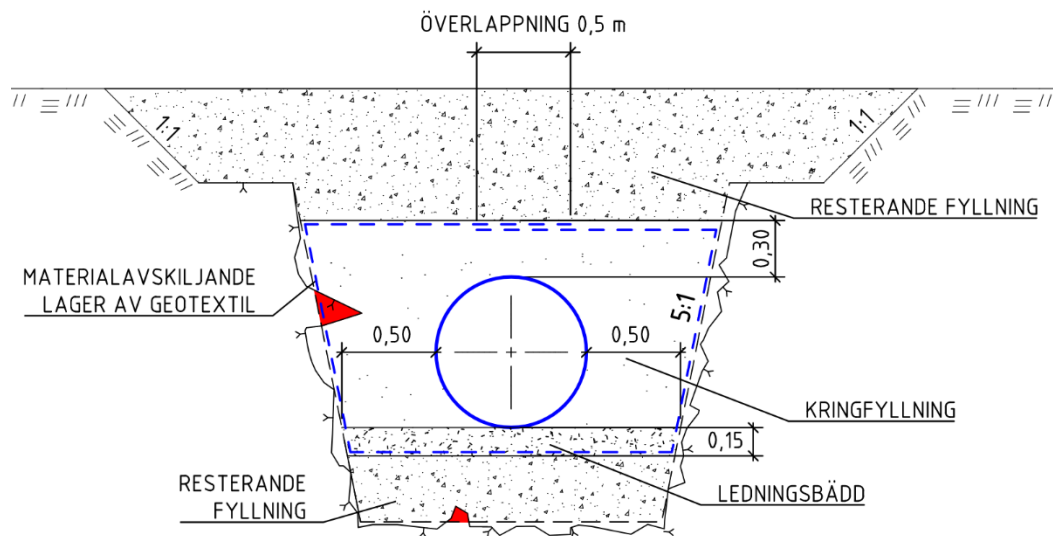 ÖVERLAPPNING 0,5 m
1:1
1:1
RESTERANDE FYLLNING
0,30
MATERIALAVSKILJANDE
LAGER AV GEOTEXTIL
5:1
0,50
0,50
KRINGFYLLNING
0,15
RESTERANDE
FYLLNING
LEDNINGSBÄDD